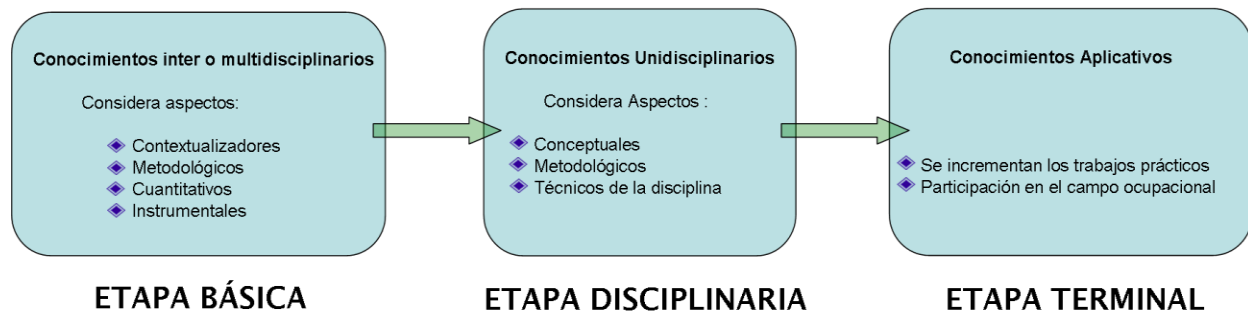 Conocimientos inter o multidisciplinarios
Considera aspectos:
Contextualizadores
Metodológicos
Cuantitativos
Instrumentales
ETAPA BÁSICA
Conocimientos Unidisciplinarios
Considera Aspectos :
Conceptuales
Metodológicos
Técnicos de la disciplina
ETAPA DISCIPLINARIA
Conocimientos Aplicativos
Se incrementan los trabajos prácticos
Participación en el campo ocupacional
ETAPA TERMINAL